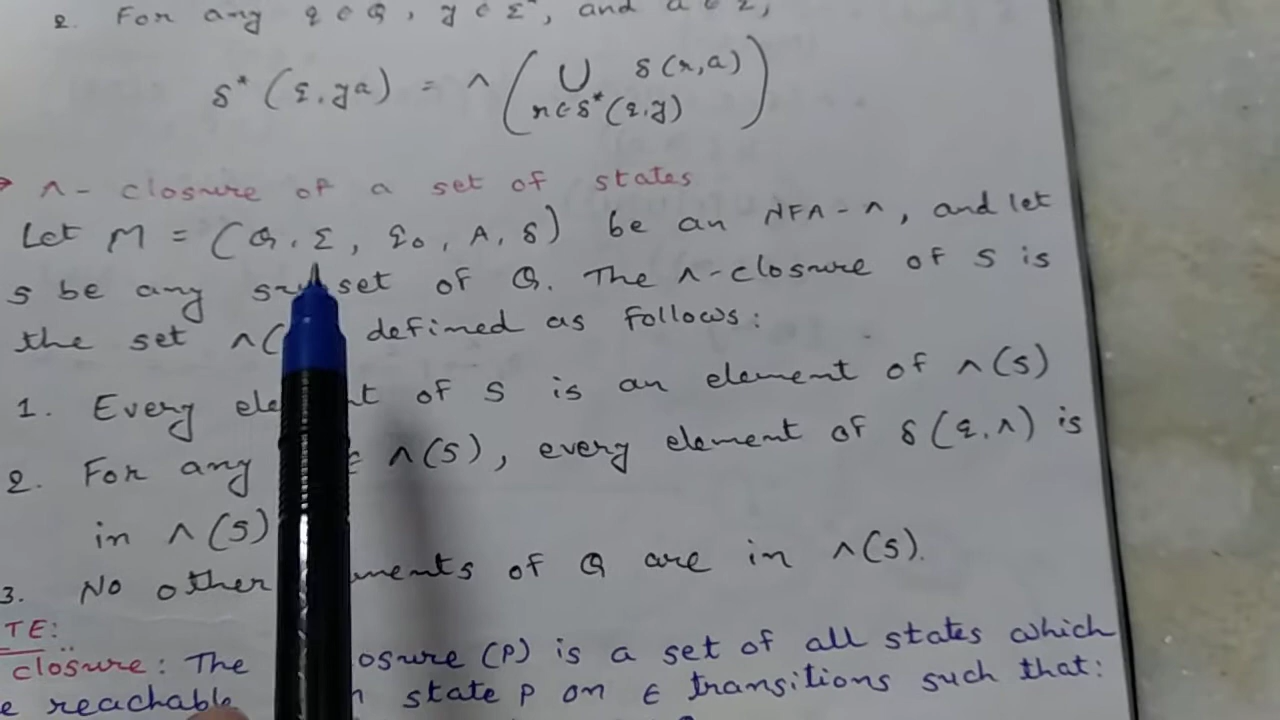 2. For any q ∈ Q, y ∈ Σ*, and a ∈ Σ,
δ* (q, ya) = ∧ ( ∪ δ(r, a) )
r ∈ δ* (q, y)
∧ - closure of a set of states
Let M = (Q, Σ, q0, A, δ) be an NFA - ∧, and let
S be any subset of Q. The ∧-closure of S is
the set ∧( defined as follows:
1. Every element of S is an element of ∧(S)
2. For any ∈ ∧(S), every element of δ(q, ∧) is
in ∧(S)
3. No other elements of Q are in ∧(S).
TE:
closure: The osure (P) is a set of all states which
e reachable state P on ∈ transitions such that: